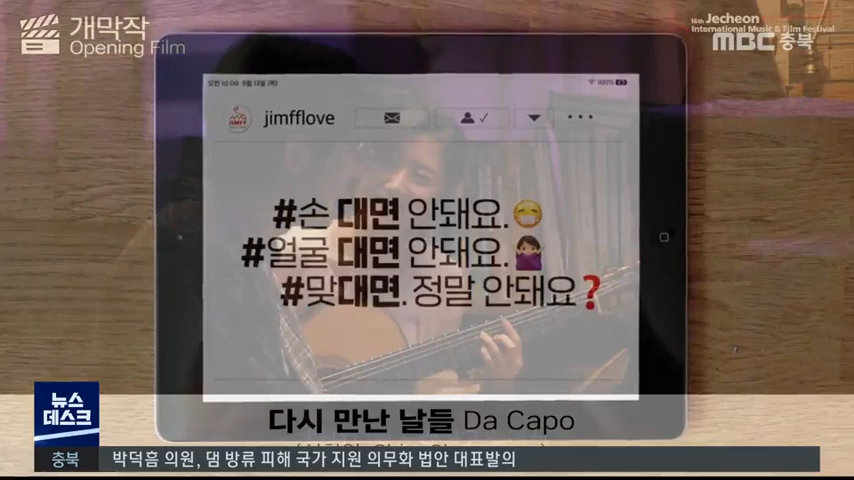 개막작
Opening Film
16th Jecheon
International Music & Film Festival
MBC 충북
100%
jimfflove
#손 대면 안돼요.😷
#얼굴 대면 안돼요.🙅
#맞대면. 정말 안돼요❓
다시 만난 날들 Da Capo
뉴스
데스크
충북
박덕흠 의원, 댐 방류 피해 국가 지원 의무화 법안 대표발의